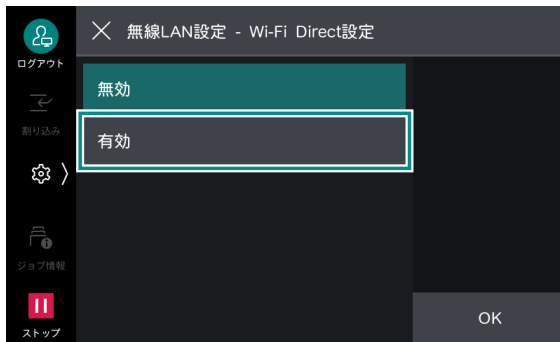 無線LAN設定 - Wi-Fi Direct設定
ログアウト
無効
割り込み
有効
ジョブ情報
ストップ
OK